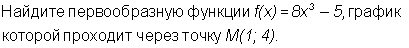 Найдите первообразную функции f(x) = 8x³ – 5, график
которой проходит через точку M(1; 4).